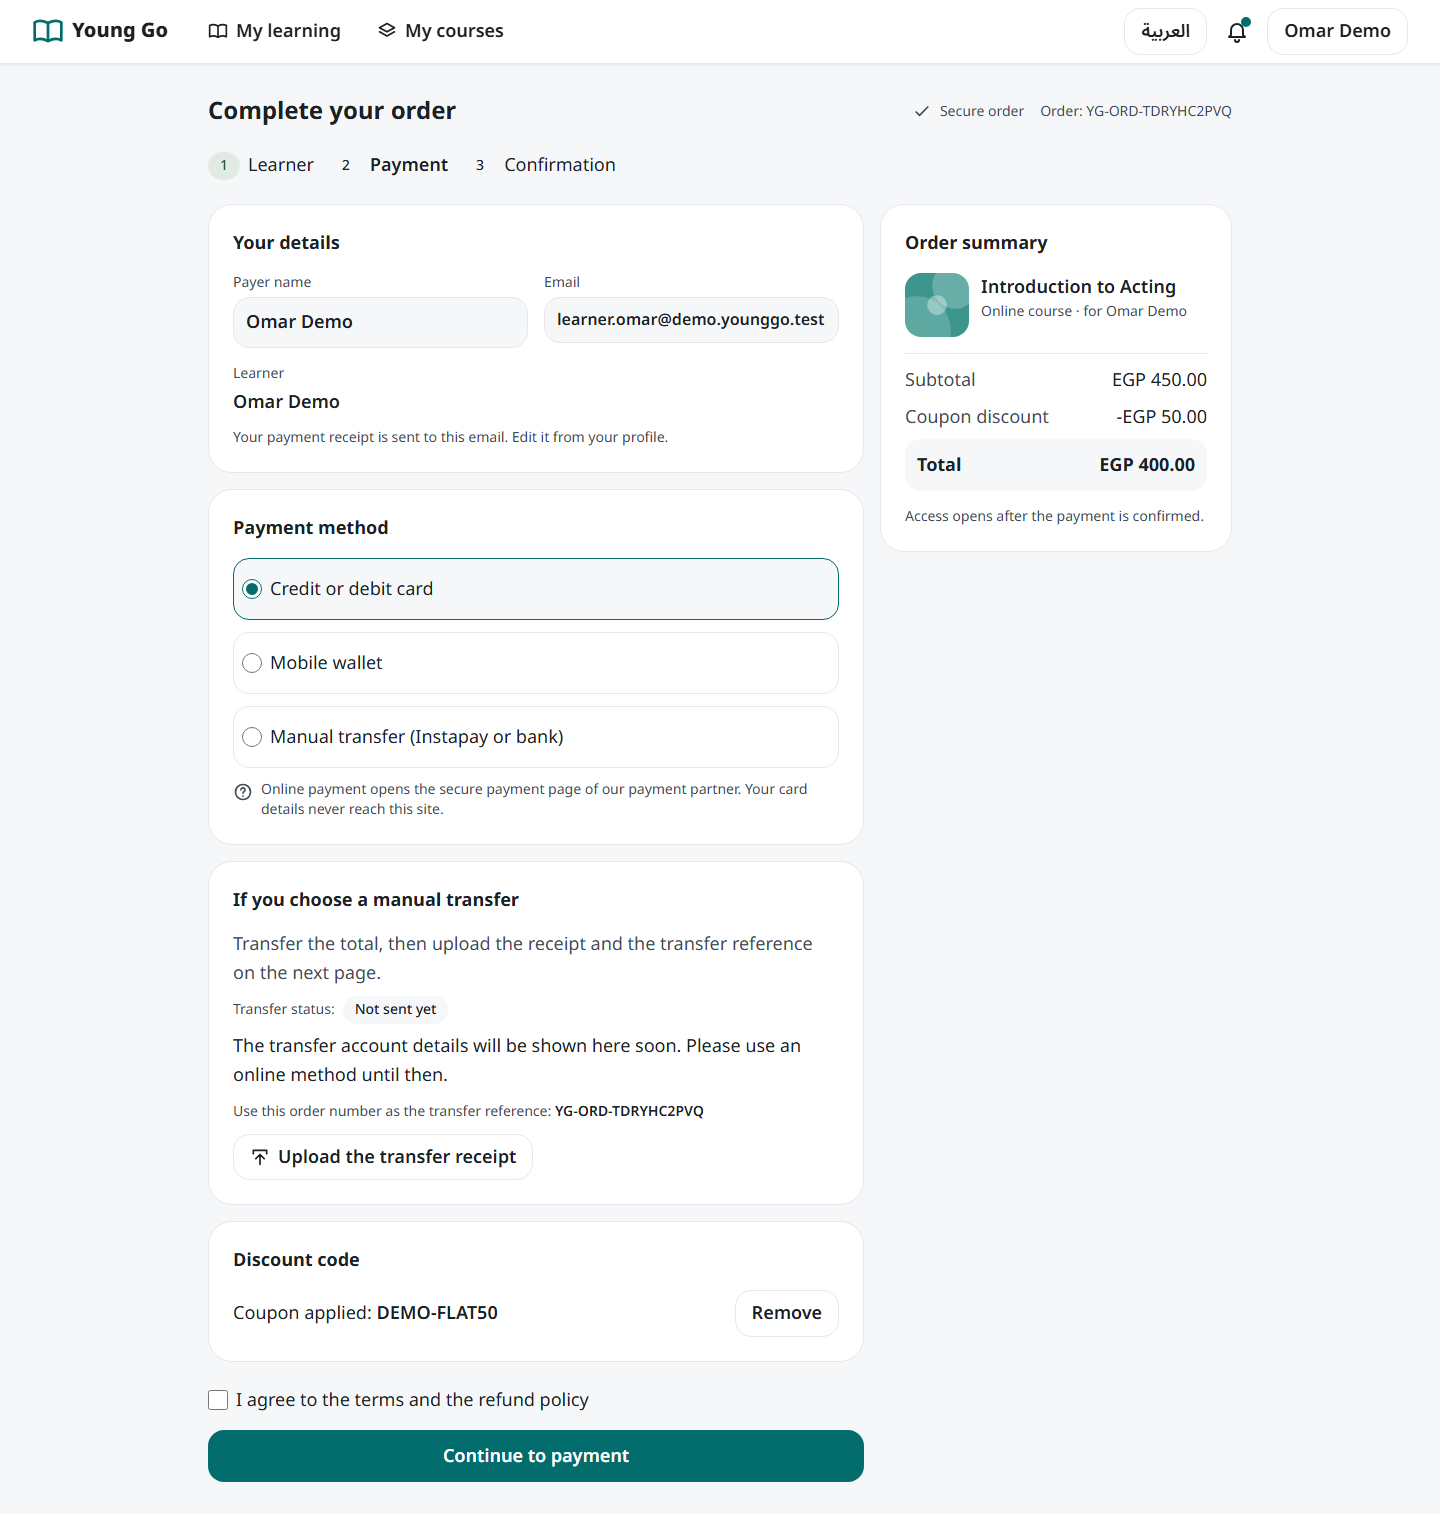 Young Go
My learning
My courses
العربية
Omar Demo
Complete your order
Secure order
Order: YG-ORD-TDRYHC2PVQ
1 Learner 2 Payment 3 Confirmation
Your details
Payer name
Omar Demo
Email
learner.omar@demo.younggo.test
Learner
Omar Demo
Your payment receipt is sent to this email. Edit it from your profile.
Payment method
Credit or debit card
Mobile wallet
Manual transfer (Instapay or bank)
Online payment opens the secure payment page of our payment partner. Your card
details never reach this site.
If you choose a manual transfer
Transfer the total, then upload the receipt and the transfer reference
on the next page.
Transfer status: Not sent yet
The transfer account details will be shown here soon. Please use an
online method until then.
Use this order number as the transfer reference: YG-ORD-TDRYHC2PVQ
Upload the transfer receipt
Discount code
Coupon applied: DEMO-FLAT50
Remove
I agree to the terms and the refund policy
Continue to payment
Order summary
Introduction to Acting
Online course · for Omar Demo
Subtotal EGP 450.00
Coupon discount -EGP 50.00
Total EGP 400.00
Access opens after the payment is confirmed.